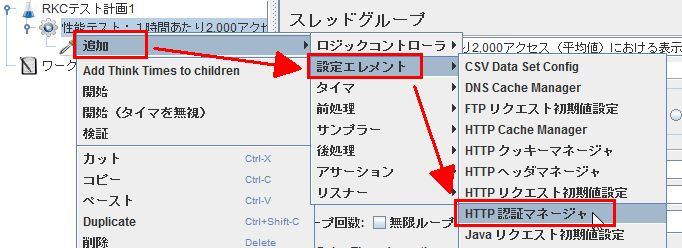 RKCテスト計画1
性能テスト： 1時間あたり2,000アクセ
ワーク
スレッドグループ
り2,000アクセス（平均値）における表示
追加
Add Think Times to children
開始
開始（タイマを無視）
検証
カット Ctrl-X
コピー Ctrl-C
ペースト Ctrl-V
Duplicate Ctrl+Shift-C
削除 Delete
ロジックコントローラ
設定エレメント
タイマ
前処理
サンプラー
後処理
アサーション
リスナー
ープ回数: 無限ループ
CSV Data Set Config
DNS Cache Manager
FTP リクエスト初期値設定
HTTP Cache Manager
HTTP クッキーマネージャ
HTTP ヘッダマネージャ
HTTP リクエスト初期値設定
HTTP 認証マネージャ
Java リクエスト初期値設定